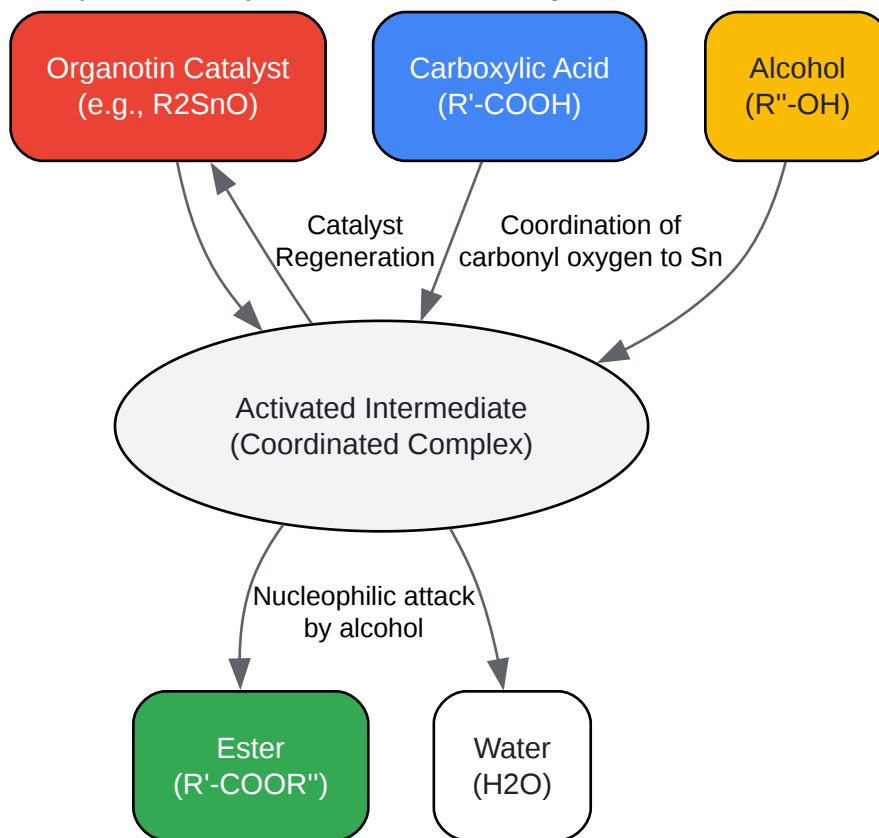 Organotin Catalyst
(e.g., R2SnO)
Carboxylic Acid
(R'-COOH)
Alcohol
(R''-OH)
Catalyst
Regeneration
Coordination of
carbonyl oxygen to Sn
Activated Intermediate
(Coordinated Complex)
Nucleophilic attack
by alcohol
Ester
(R'-COOR'')
Water
(H2O)